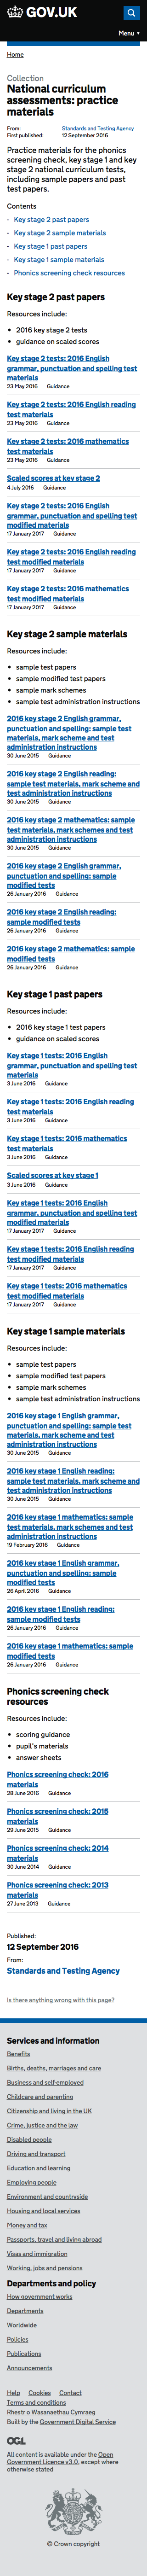 GOV.UK
Menu ▼
Home
Collection
National curriculum
assessments: practice
materials
From: Standards and Testing Agency
First published: 12 September 2016
Practice materials for the phonics
screening check, key stage 1 and key
stage 2 national curriculum tests,
including sample papers and past
test papers.
Contents
- Key stage 2 past papers
- Key stage 2 sample materials
- Key stage 1 past papers
- Key stage 1 sample materials
- Phonics screening check resources
Key stage 2 past papers
Resources include:
• 2016 key stage 2 tests
• guidance on scaled scores
Key stage 2 tests: 2016 English
grammar, punctuation and spelling test
materials
23 May 2016 Guidance
Key stage 2 tests: 2016 English reading
test materials
23 May 2016 Guidance
Key stage 2 tests: 2016 mathematics
test materials
23 May 2016 Guidance
Scaled scores at key stage 2
4 July 2016 Guidance
Key stage 2 tests: 2016 English
grammar, punctuation and spelling test
modified materials
17 January 2017 Guidance
Key stage 2 tests: 2016 English reading
test modified materials
17 January 2017 Guidance
Key stage 2 tests: 2016 mathematics
test modified materials
17 January 2017 Guidance
Key stage 2 sample materials
Resources include:
• sample test papers
• sample modified test papers
• sample mark schemes
• sample test administration instructions
2016 key stage 2 English grammar,
punctuation and spelling: sample test
materials, mark scheme and test
administration instructions
30 June 2015 Guidance
2016 key stage 2 English reading:
sample test materials, mark scheme and
test administration instructions
30 June 2015 Guidance
2016 key stage 2 mathematics: sample
test materials, mark schemes and test
administration instructions
30 June 2015 Guidance
2016 key stage 2 English grammar,
punctuation and spelling: sample
modified tests
26 January 2016 Guidance
2016 key stage 2 English reading:
sample modified tests
26 January 2016 Guidance
2016 key stage 2 mathematics: sample
modified tests
26 January 2016 Guidance
Key stage 1 past papers
Resources include:
• 2016 key stage 1 test papers
• guidance on scaled scores
Key stage 1 tests: 2016 English
grammar, punctuation and spelling test
materials
3 June 2016 Guidance
Key stage 1 tests: 2016 English reading
test materials
3 June 2016 Guidance
Key stage 1 tests: 2016 mathematics
test materials
3 June 2016 Guidance
Scaled scores at key stage 1
3 June 2016 Guidance
Key stage 1 tests: 2016 English
grammar, punctuation and spelling test
modified materials
17 January 2017 Guidance
Key stage 1 tests: 2016 English reading
test modified materials
17 January 2017 Guidance
Key stage 1 tests: 2016 mathematics
test modified materials
17 January 2017 Guidance
Key stage 1 sample materials
Resources include:
• sample test papers
• sample modified test papers
• sample mark schemes
• sample test administration instructions
2016 key stage 1 English grammar,
punctuation and spelling: sample test
materials, mark scheme and test
administration instructions
30 June 2015 Guidance
2016 key stage 1 English reading:
sample test materials, mark scheme and
test administration instructions
30 June 2015 Guidance
2016 key stage 1 mathematics: sample
test materials, mark schemes and test
administration instructions
19 February 2016 Guidance
2016 key stage 1 English grammar,
punctuation and spelling: sample
modified tests
26 April 2016 Guidance
2016 key stage 1 English reading:
sample modified tests
26 January 2016 Guidance
2016 key stage 1 mathematics: sample
modified tests
26 January 2016 Guidance
Phonics screening check
resources
Resources include:
• scoring guidance
• pupil's materials
• answer sheets
Phonics screening check: 2016
materials
28 June 2016 Guidance
Phonics screening check: 2015
materials
29 June 2015 Guidance
Phonics screening check: 2014
materials
30 June 2014 Guidance
Phonics screening check: 2013
materials
27 June 2013 Guidance
Published:
12 September 2016
From:
Standards and Testing Agency
Is there anything wrong with this page?
Services and information
Benefits
Births, deaths, marriages and care
Business and self-employed
Childcare and parenting
Citizenship and living in the UK
Crime, justice and the law
Disabled people
Driving and transport
Education and learning
Employing people
Environment and countryside
Housing and local services
Money and tax
Passports, travel and living abroad
Visas and immigration
Working, jobs and pensions
Departments and policy
How government works
Departments
Worldwide
Policies
Publications
Announcements
Help Cookies Contact
Terms and conditions
Rhestr o Wasanaethau Cymraeg
Built by the Government Digital Service
OGL
All content is available under the Open
Government Licence v3.0, except where
otherwise stated
© Crown copyright